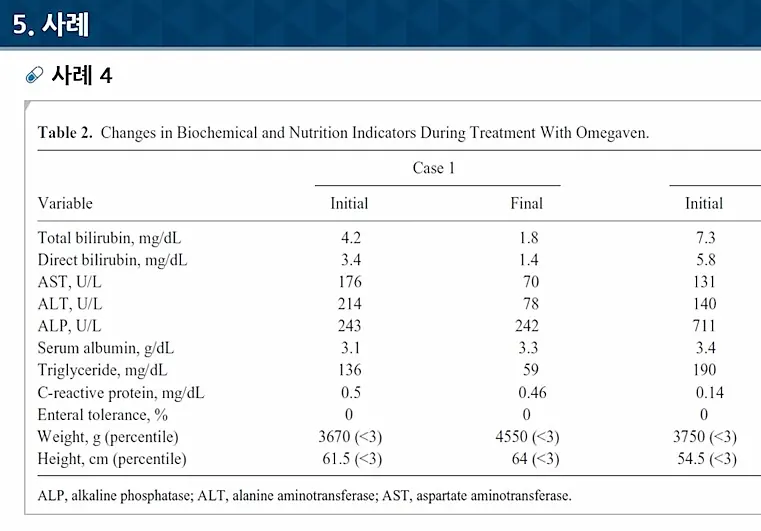 5. 사례
사례 4
Table 2. Changes in Biochemical and Nutrition Indicators During Treatment With Omegaven.
Case 1
Variable Initial Final Initial
Total bilirubin, mg/dL 4.2 1.8 7.3
Direct bilirubin, mg/dL 3.4 1.4 5.8
AST, U/L 176 70 131
ALT, U/L 214 78 140
ALP, U/L 243 242 711
Serum albumin, g/dL 3.1 3.3 3.4
Triglyceride, mg/dL 136 59 190
C-reactive protein, mg/dL 0.5 0.46 0.14
Enteral tolerance, % 0 0 0
Weight, g (percentile) 3670 (<3) 4550 (<3) 3750 (<3)
Height, cm (percentile) 61.5 (<3) 64 (<3) 54.5 (<3)
ALP, alkaline phosphatase; ALT, alanine aminotransferase; AST, aspartate aminotransferase.